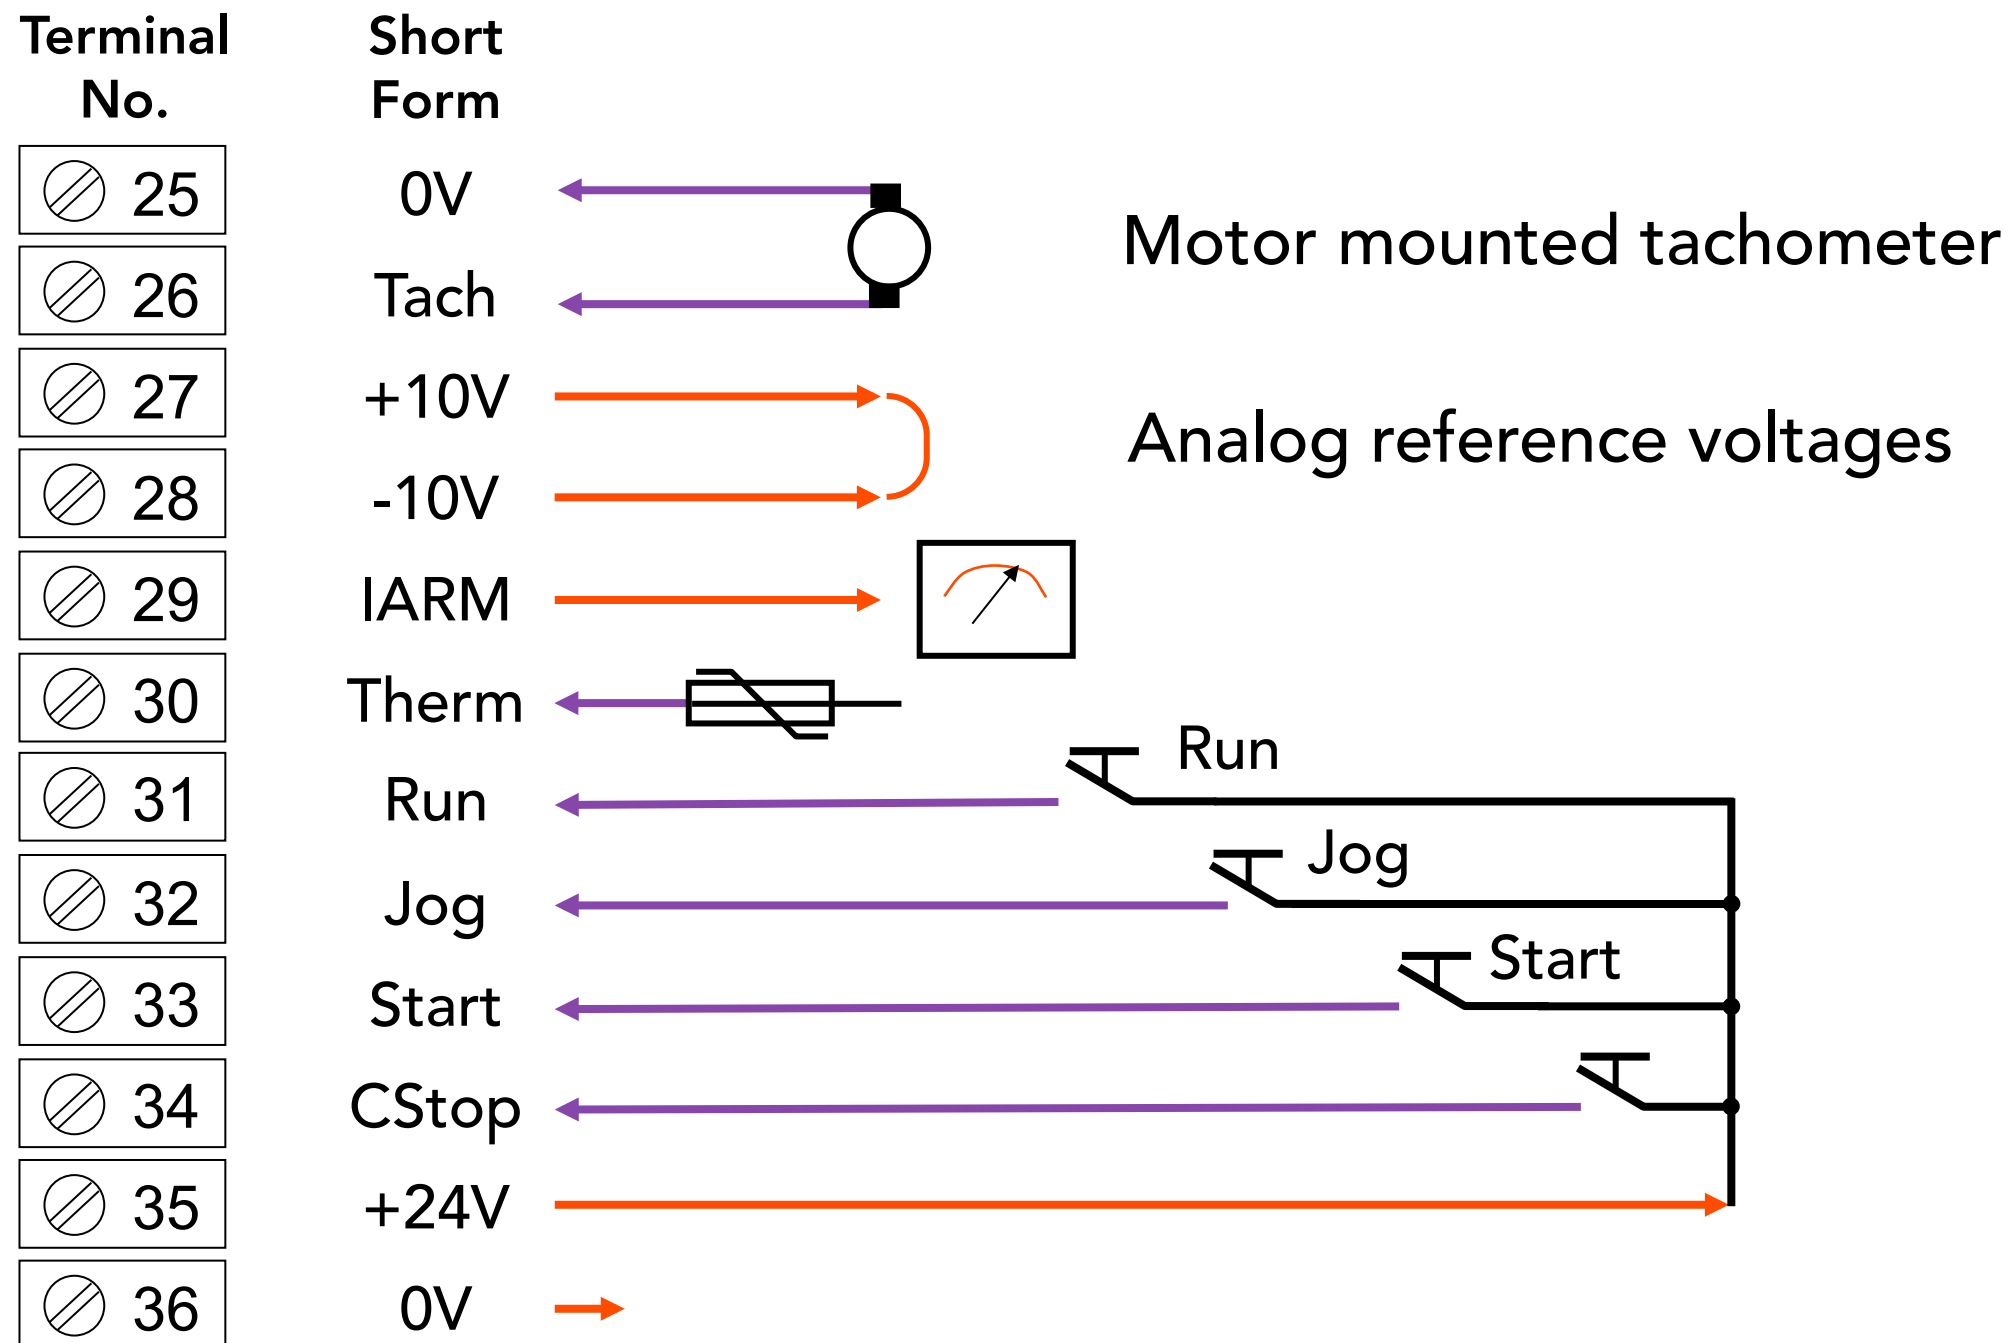 Terminal No.
Short Form
25 0V
Motor mounted tachometer
26 Tach
27 +10V
Analog reference voltages
28 -10V
29 IARM
30 Therm
Run
31 Run
Jog
32 Jog
Start
33 Start
34 CStop
35 +24V
36 0V